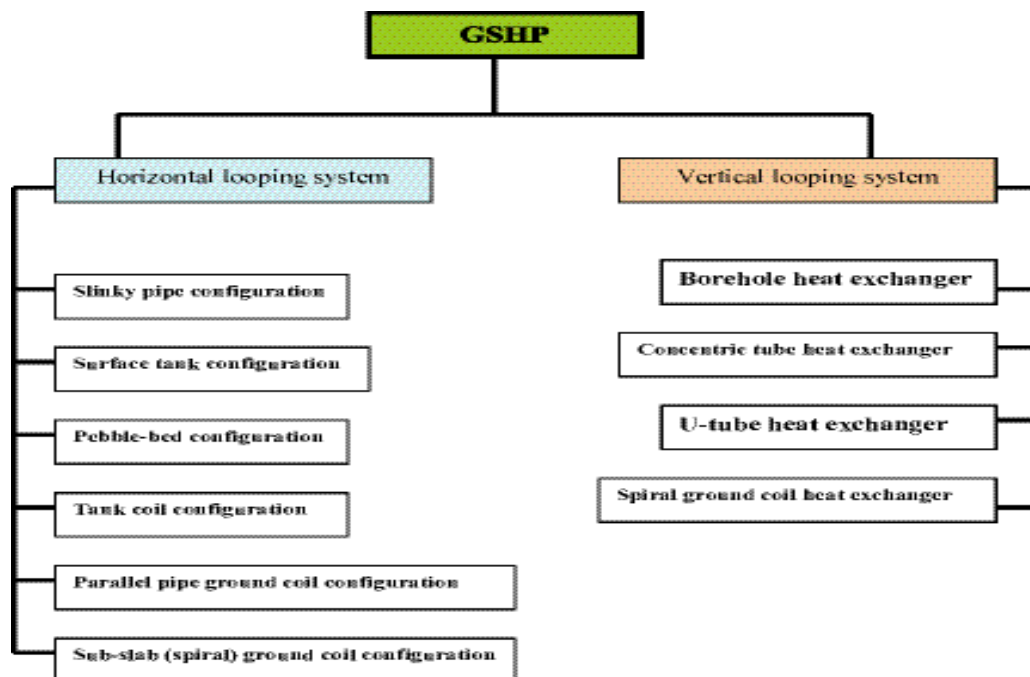 GSHP
Horizontal looping system
Vertical looping system
Slinky pipe configuration
Surface tank configuration
Pebble-bed configuration
Tank coil configuration
Parallel pipe ground coil configuration
Sub-slab (spiral) ground coil configuration
Borehole heat exchanger
Concentric tube heat exchanger
U-tube heat exchanger
Spiral ground coil heat exchanger